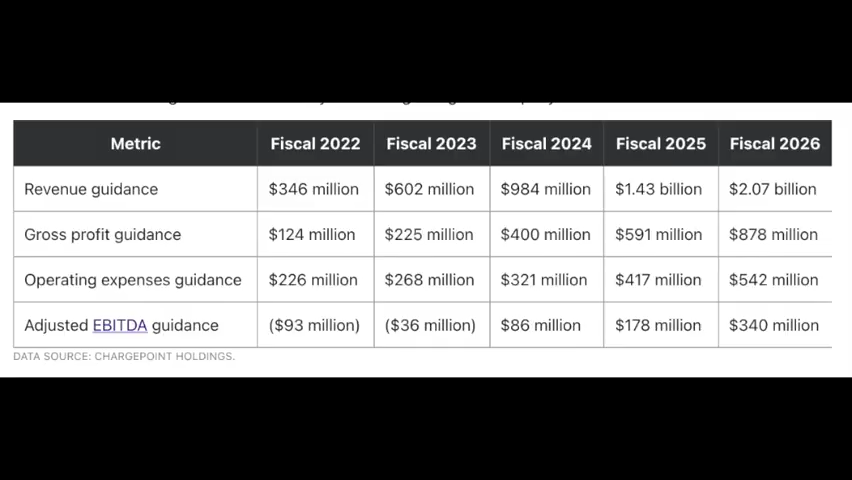 Metric Fiscal 2022 Fiscal 2023 Fiscal 2024 Fiscal 2025 Fiscal 2026
Revenue guidance $346 million $602 million $984 million $1.43 billion $2.07 billion
Gross profit guidance $124 million $225 million $400 million $591 million $878 million
Operating expenses guidance $226 million $268 million $321 million $417 million $542 million
Adjusted EBITDA guidance ($93 million) ($36 million) $86 million $178 million $340 million
DATA SOURCE: CHARGEPOINT HOLDINGS.